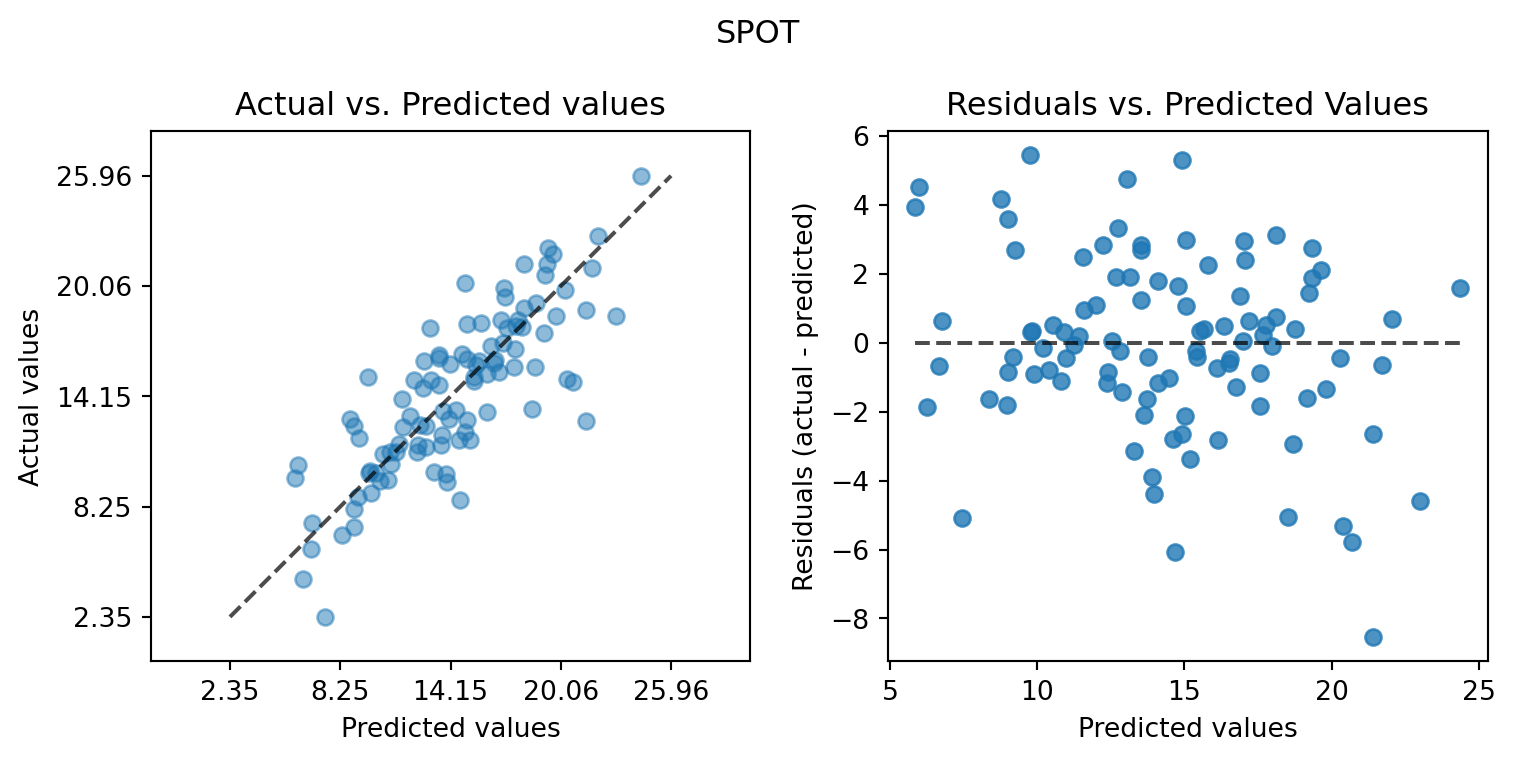 SPOT
Actual vs. Predicted values
Actual values
25.96
20.06
14.15
8.25
2.35
2.35 8.25 14.15 20.06 25.96
Predicted values
Residuals vs. Predicted Values
Residuals (actual - predicted)
6
4
2
0
−2
−4
−6
−8
5 10 15 20 25
Predicted values